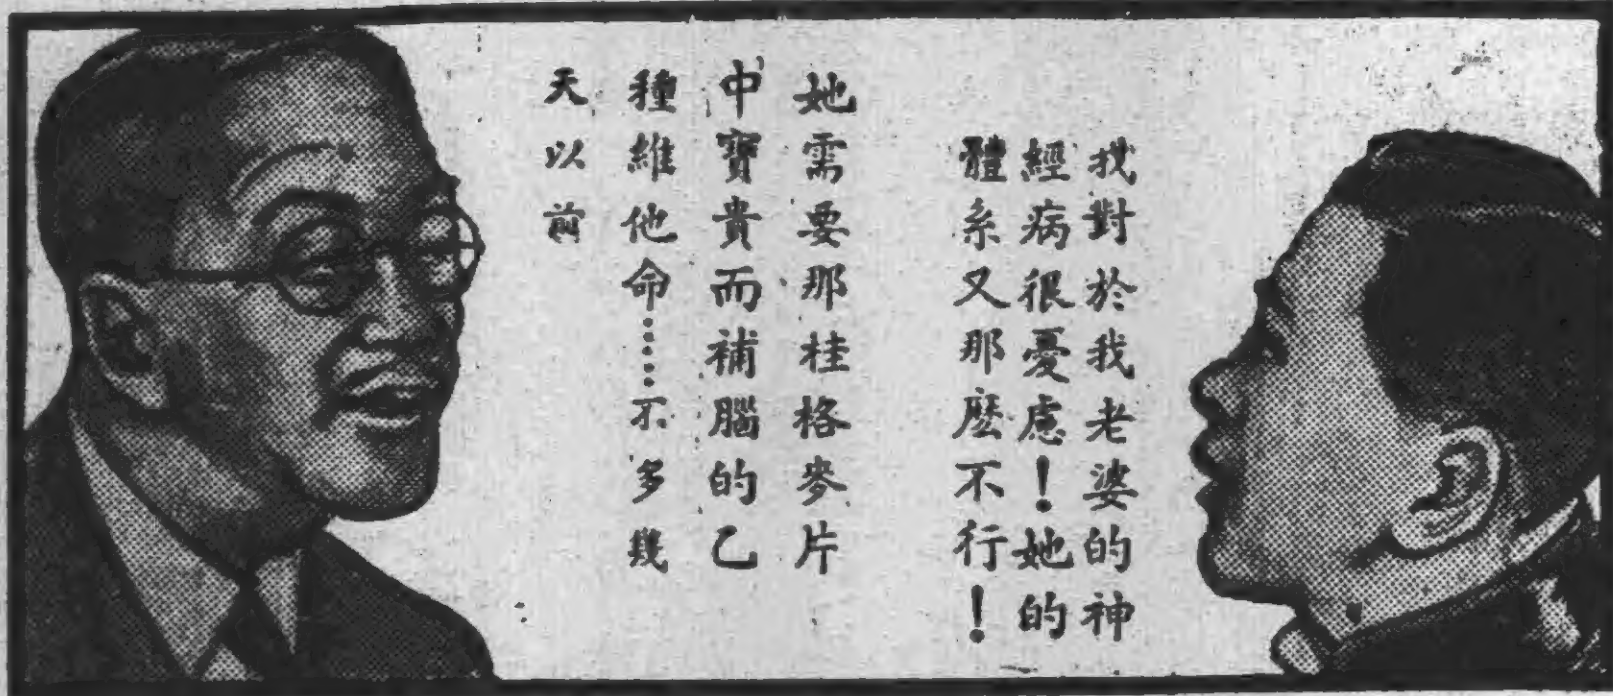 我對於我老婆的神
經病很憂慮！她的
體系又那麽不行！
她需要那桂格麥片
中寶貴而補腦的乙
種維他命……不多幾
天以前